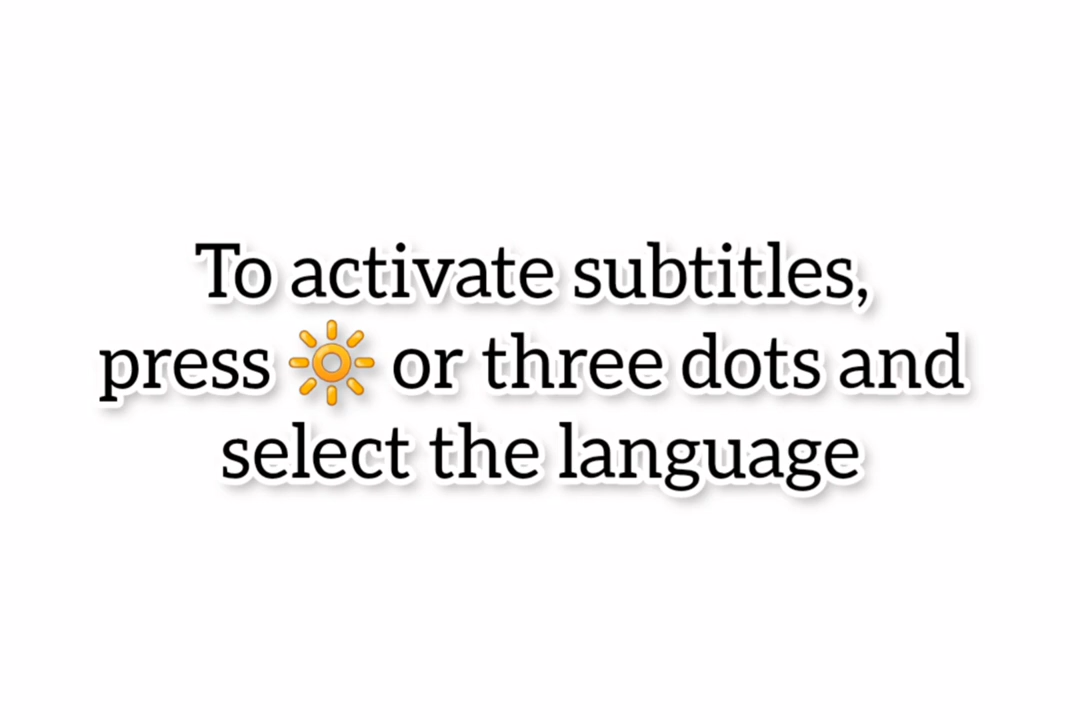 To activate subtitles,
press 🔆 or three dots and
select the language